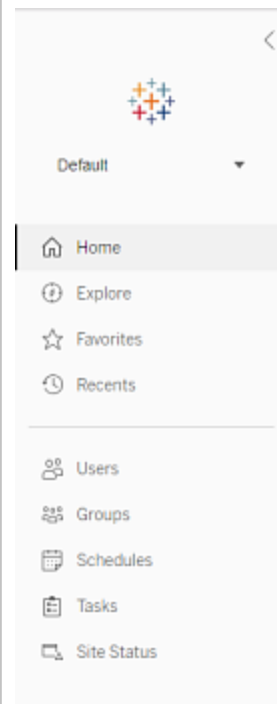 Default
Home
Explore
Favorites
Recents
Users
Groups
Schedules
Tasks
Site Status